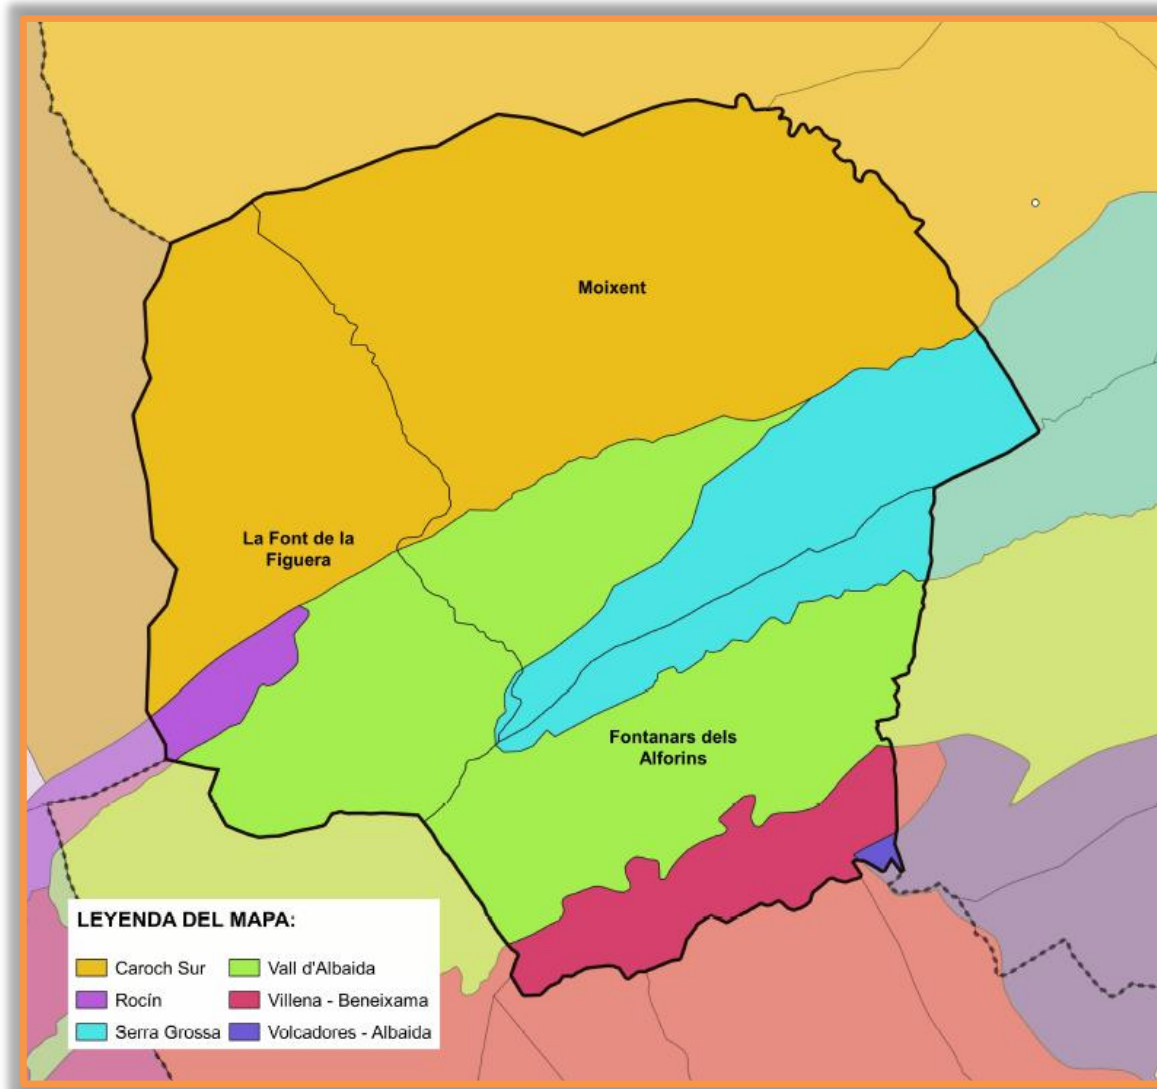 Moixent
La Font de la
Figuera
Fontanars dels
Alforins
LEYENDA DEL MAPA:
Caroch Sur
Vall d'Albaida
Rocín
Villena - Beneixama
Serra Grossa
Volcadores - Albaida